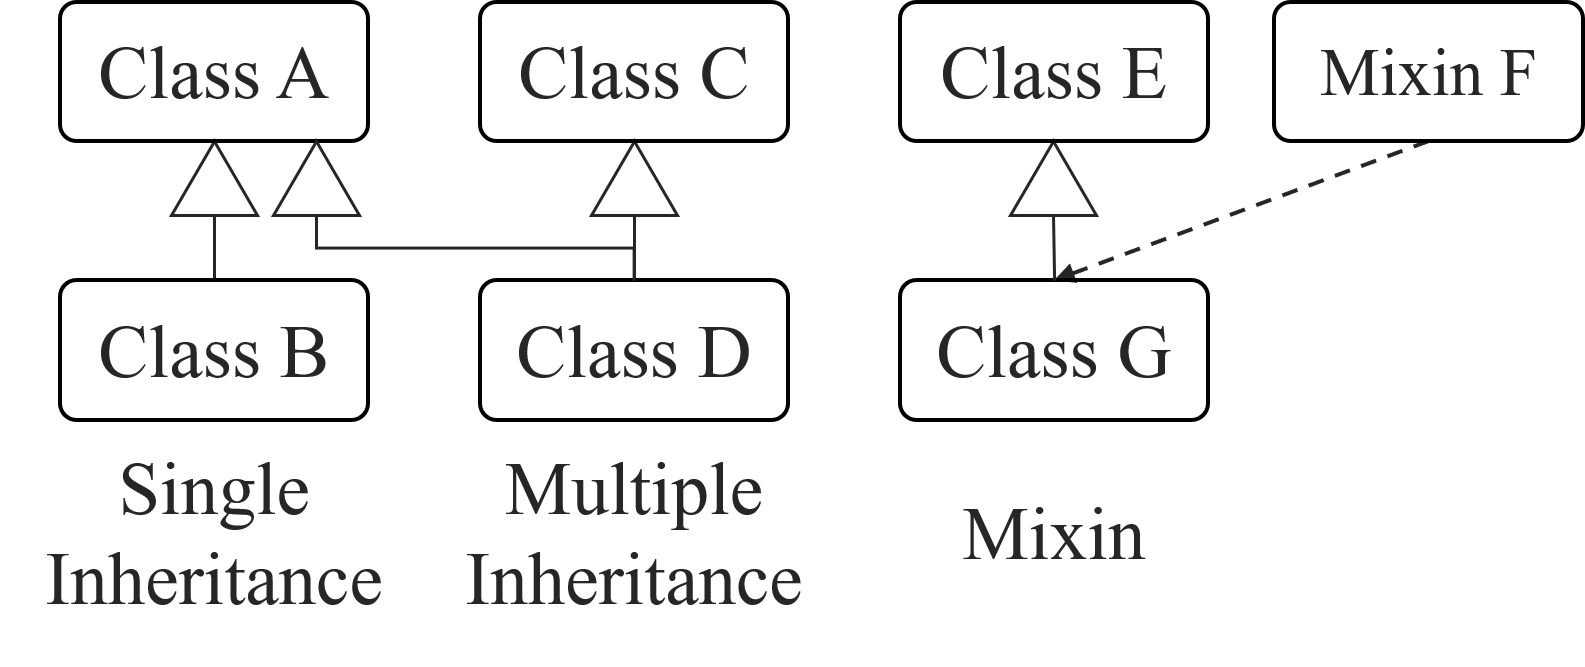 Class A
Class C
Class E
Mixin F
Class B
Class D
Class G
Single
Inheritance
Multiple
Inheritance
Mixin